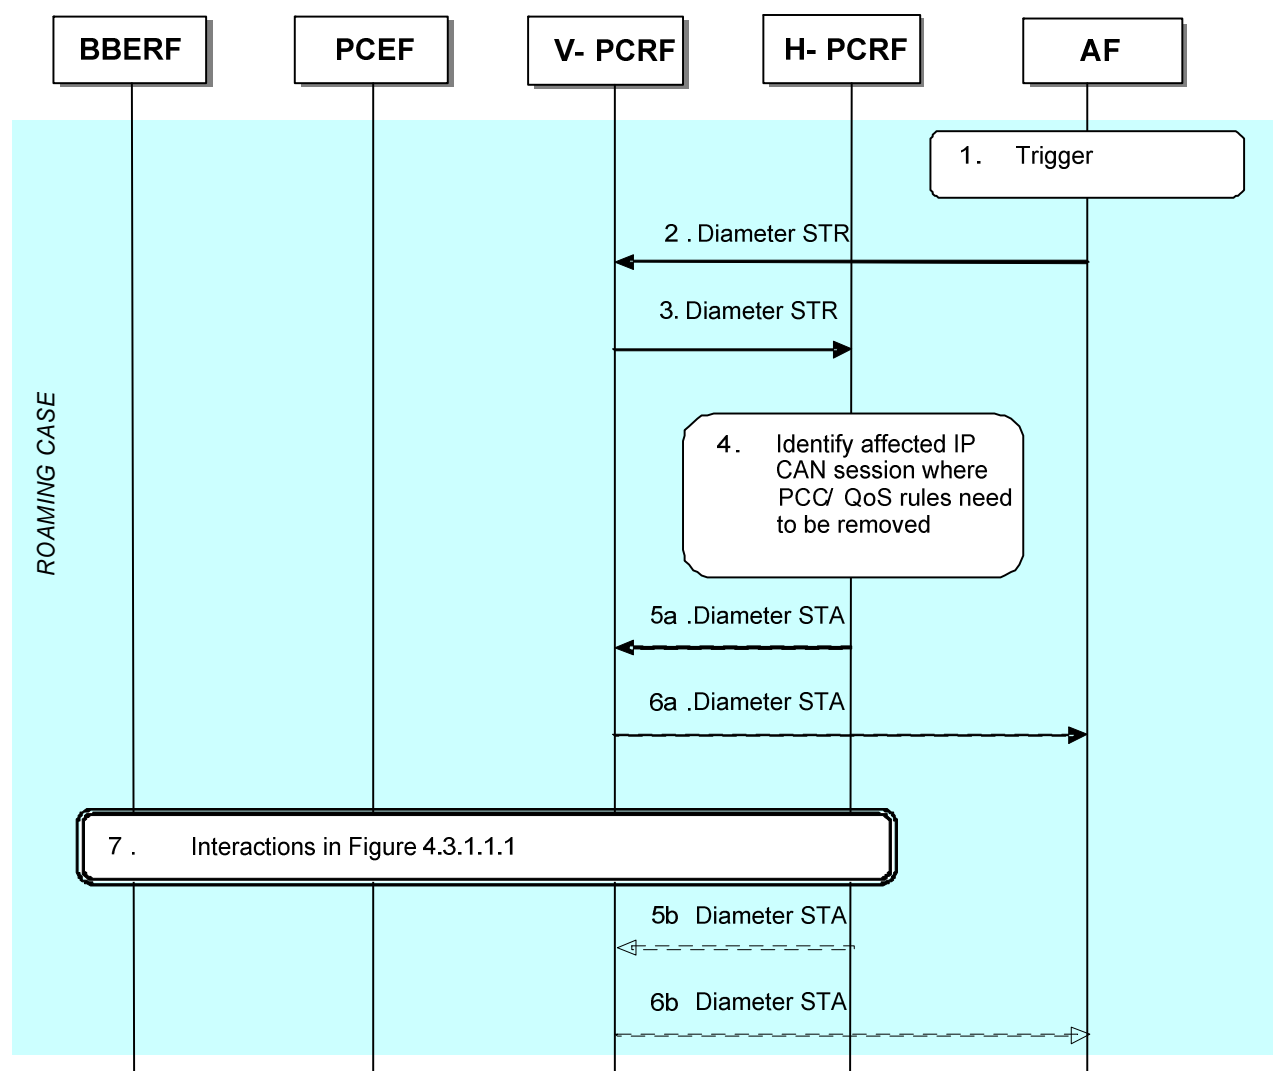 BBERF
PCEF
V- PCRF
H- PCRF
AF
1. Trigger
2 . Diameter STR
3. Diameter STR
ROAMING CASE
4. Identify affected IP
CAN session where
PCC/ QoS rules need
to be removed
5a .Diameter STA
6a .Diameter STA
7 . Interactions in Figure 4.3.1.1.1
5b Diameter STA
6b Diameter STA